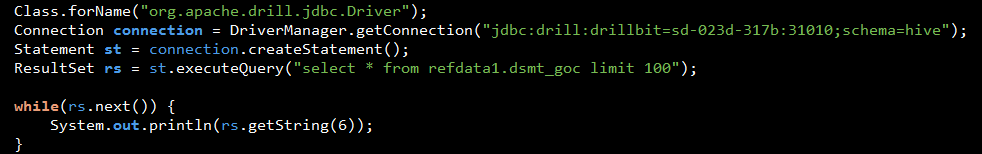 Class.forName("org.apache.drill.jdbc.Driver");
Connection connection = DriverManager.getConnection("jdbc:drill:drillbit=sd-023d-317b:31010;schema=hive");
Statement st = connection.createStatement();
ResultSet rs = st.executeQuery("select * from refdata1.dsmt_goc limit 100");
while(rs.next()) {
System.out.println(rs.getString(6));
}